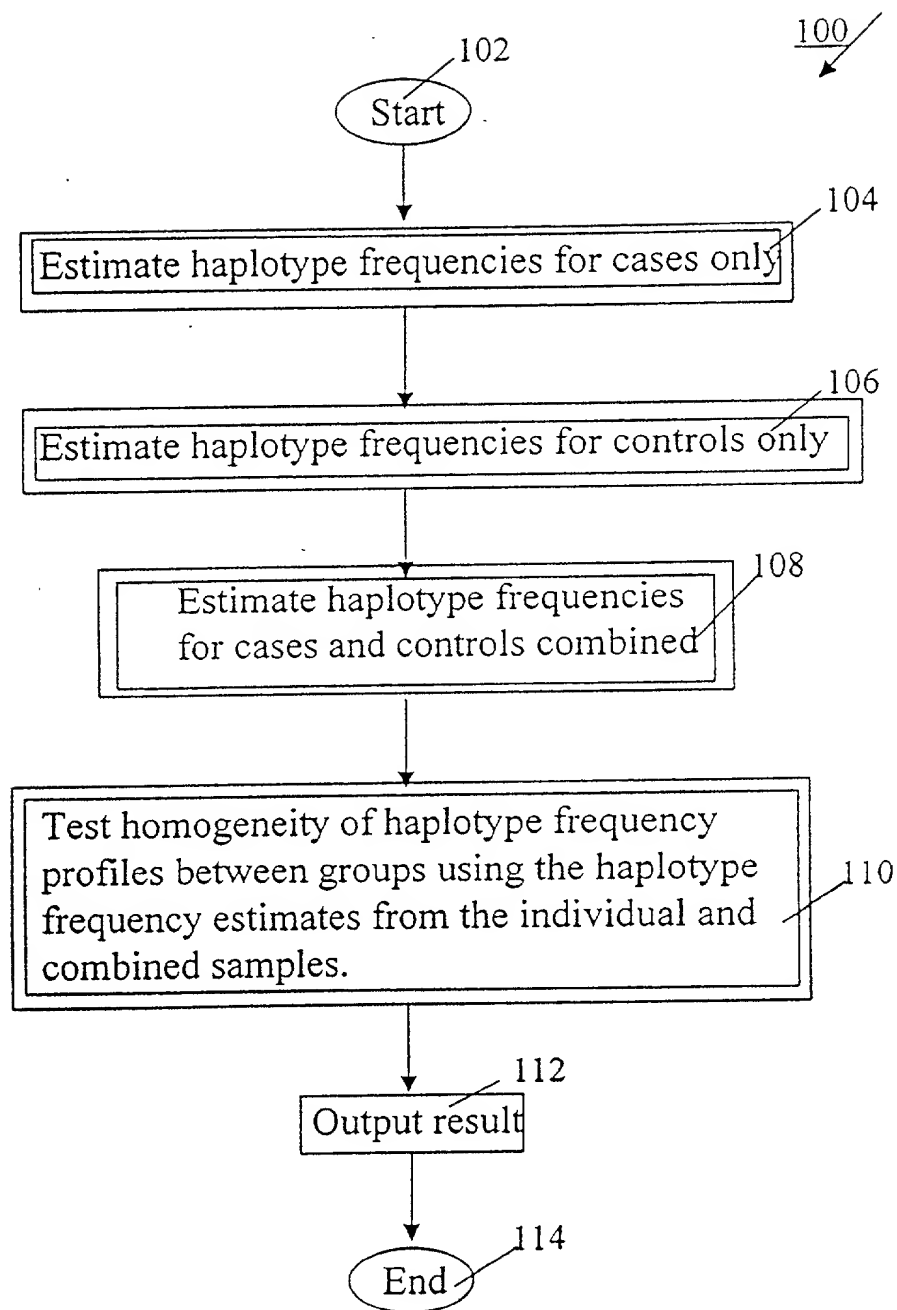 100
102
Start
104
Estimate haplotype frequencies for cases only
106
Estimate haplotype frequencies for controls only
108
Estimate haplotype frequencies
for cases and controls combined
Test homogeneity of haplotype frequency
profiles between groups using the haplotype
frequency estimates from the individual and
combined samples.
110
112
Output result
114
End